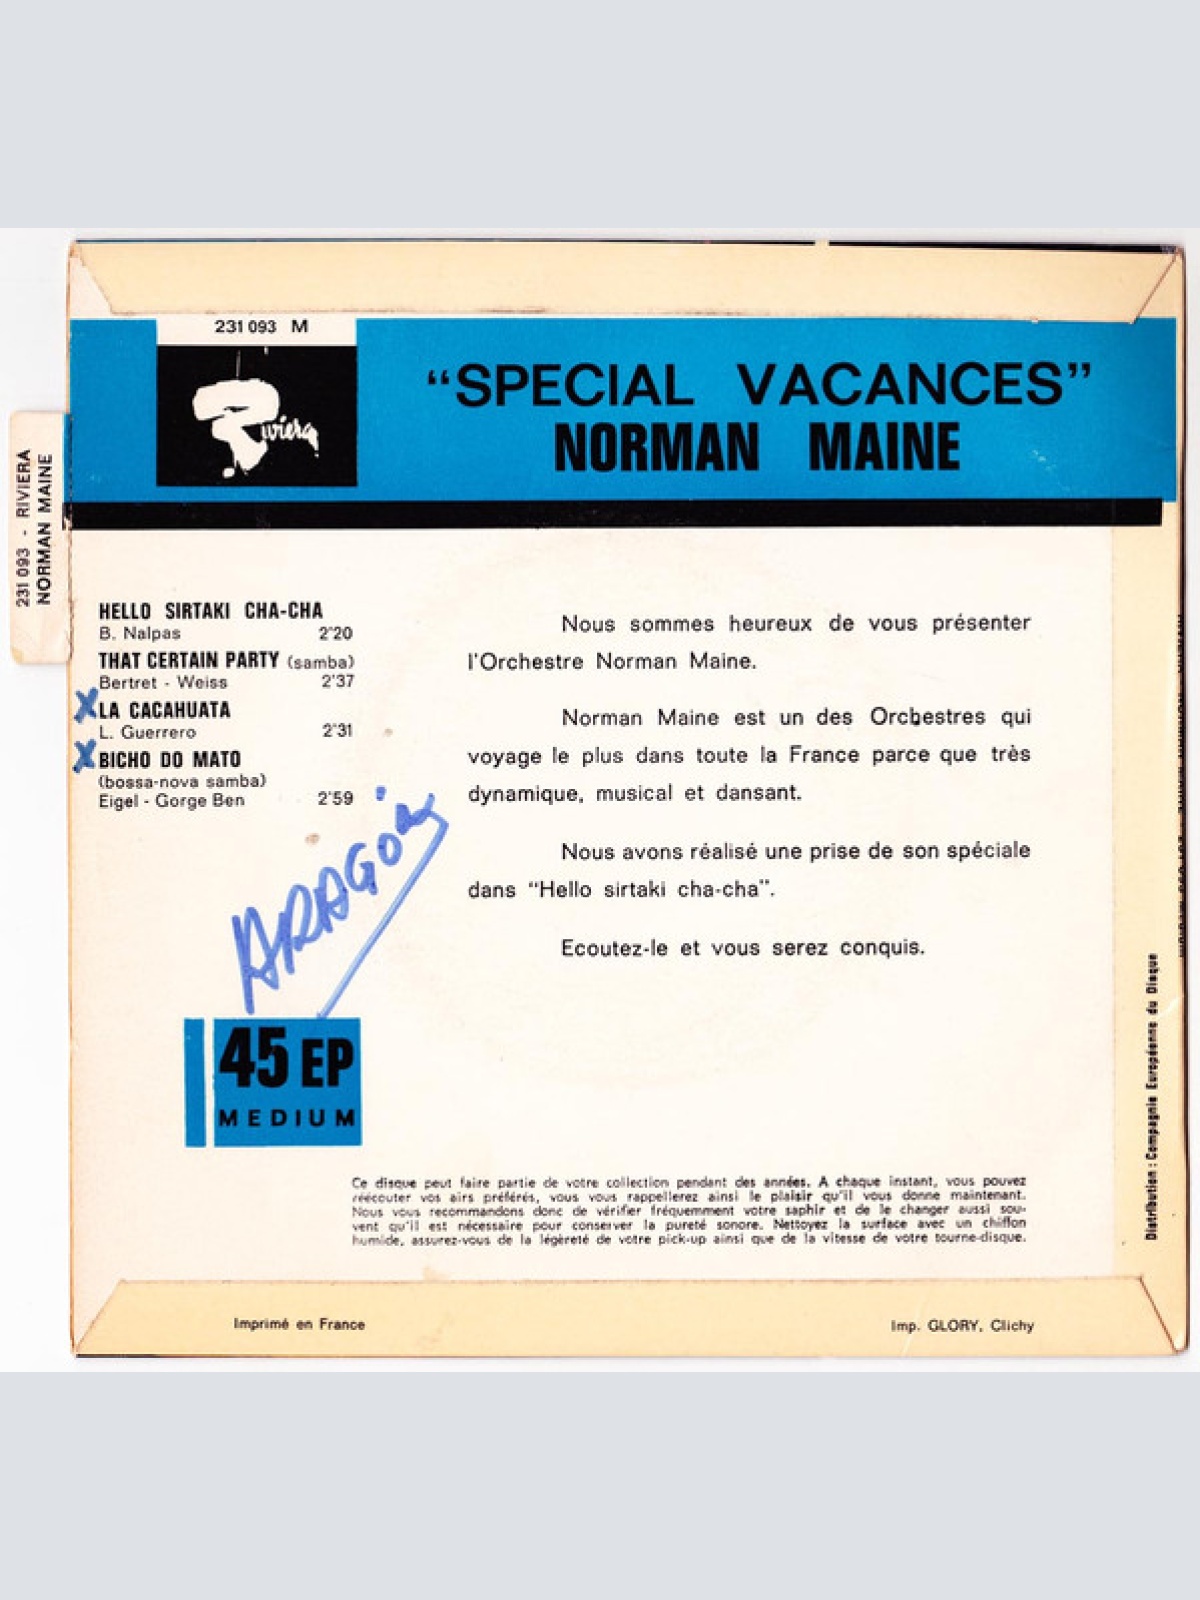 231 093 M
Riviera
“SPECIAL VACANCES”
NORMAN MAINE
231 093 - RIVIERA
NORMAN MAINE
HELLO SIRTAKI CHA-CHA
B. Nalpas 2'20
THAT CERTAIN PARTY (samba)
Bertret - Weiss 2'37
X LA CACAHUATA
L. Guerrero 2'31
X BICHO DO MATO
(bossa-nova samba)
Eigel - Gorge Ben 2'59
Nous sommes heureux de vous présenter
l'Orchestre Norman Maine.
Norman Maine est un des Orchestres qui
voyage le plus dans toute la France parce que très
dynamique, musical et dansant.
Nous avons réalisé une prise de son spéciale
dans “Hello sirtaki cha-cha”.
Ecoutez-le et vous serez conquis.
ARAGÓN
45 EP
MEDIUM
Ce disque peut faire partie de votre collection pendant des années. A chaque instant, vous pouvez
réécouter vos airs préférés, vous vous rappellerez ainsi le plaisir qu'il vous donne maintenant.
Nous vous recommandons donc de vérifier fréquemment votre saphir et de le changer aussi sou-
vent qu'il est nécessaire pour conserver la pureté sonore. Nettoyez la surface avec un chiffon
humide, assurez-vous de la légèreté de votre pick-up ainsi que de la vitesse de votre tourne-disque.
Distribution : Compagnie Européenne du Disque
Imprimé en France
Imp. GLORY, Clichy